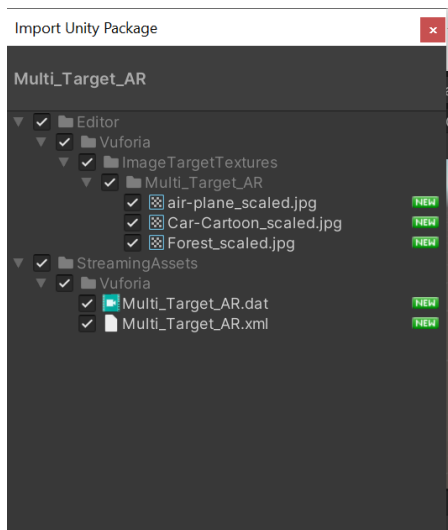 Import Unity Package
Multi_Target_AR
Editor
Vuforia
ImageTargetTextures
Multi_Target_AR
air-plane_scaled.jpg NEW
Car-Cartoon_scaled.jpg NEW
Forest_scaled.jpg NEW
StreamingAssets
Vuforia
Multi_Target_AR.dat NEW
Multi_Target_AR.xml NEW